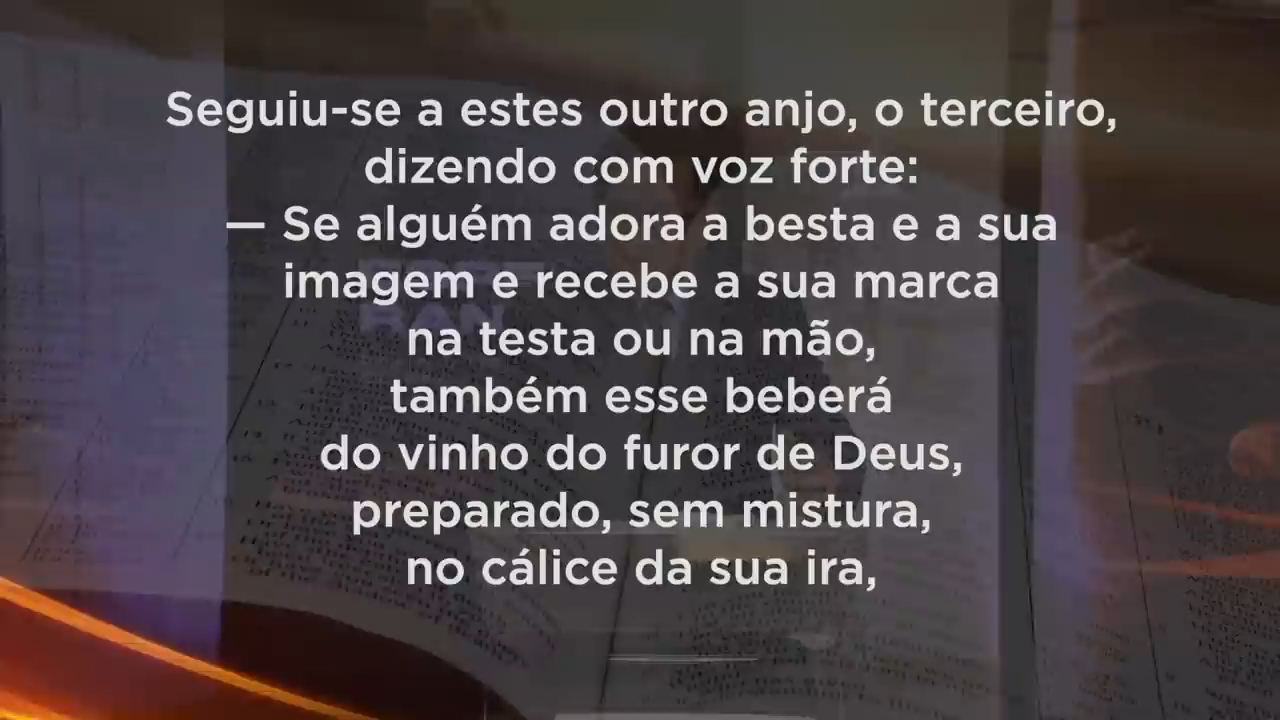 Seguiu-se a estes outro anjo, o terceiro,
dizendo com voz forte:
— Se alguém adora a besta e a sua
imagem e recebe a sua marca
na testa ou na mão,
também esse beberá
do vinho do furor de Deus,
preparado, sem mistura,
no cálice da sua ira,